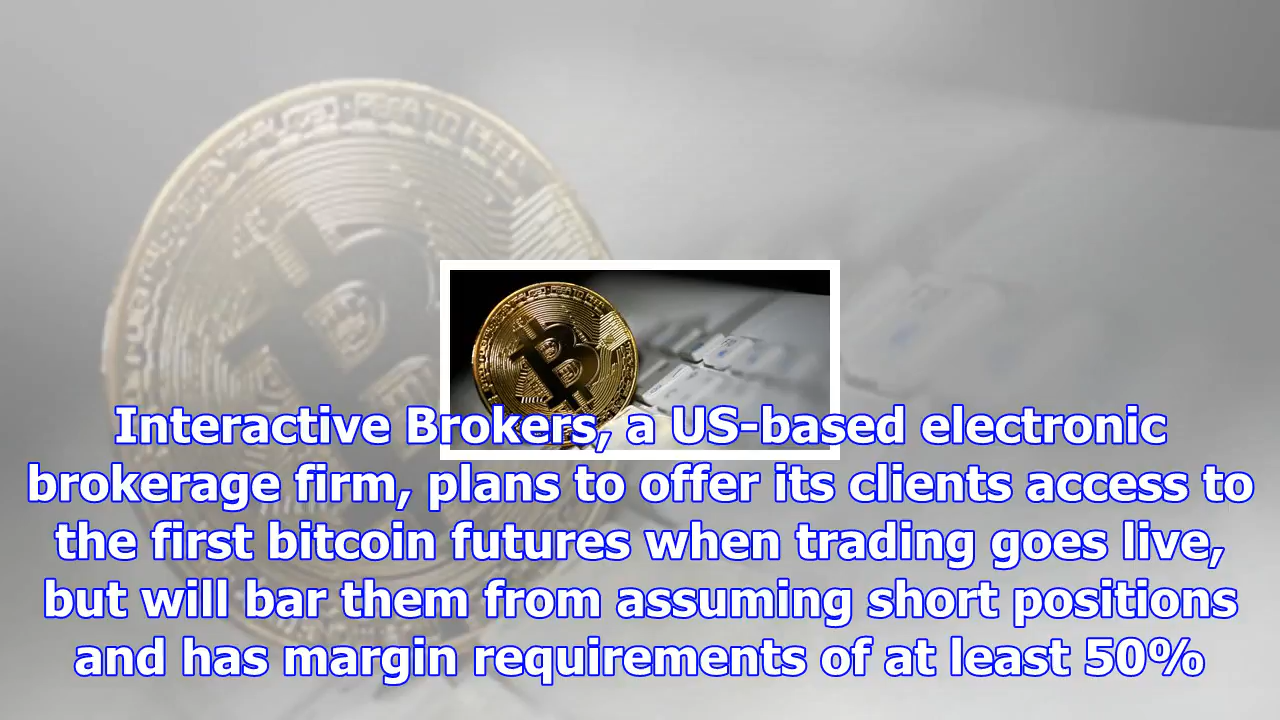 Interactive Brokers, a US-based electronic
brokerage firm, plans to offer its clients access to
the first bitcoin futures when trading goes live,
but will bar them from assuming short positions
and has margin requirements of at least 50%